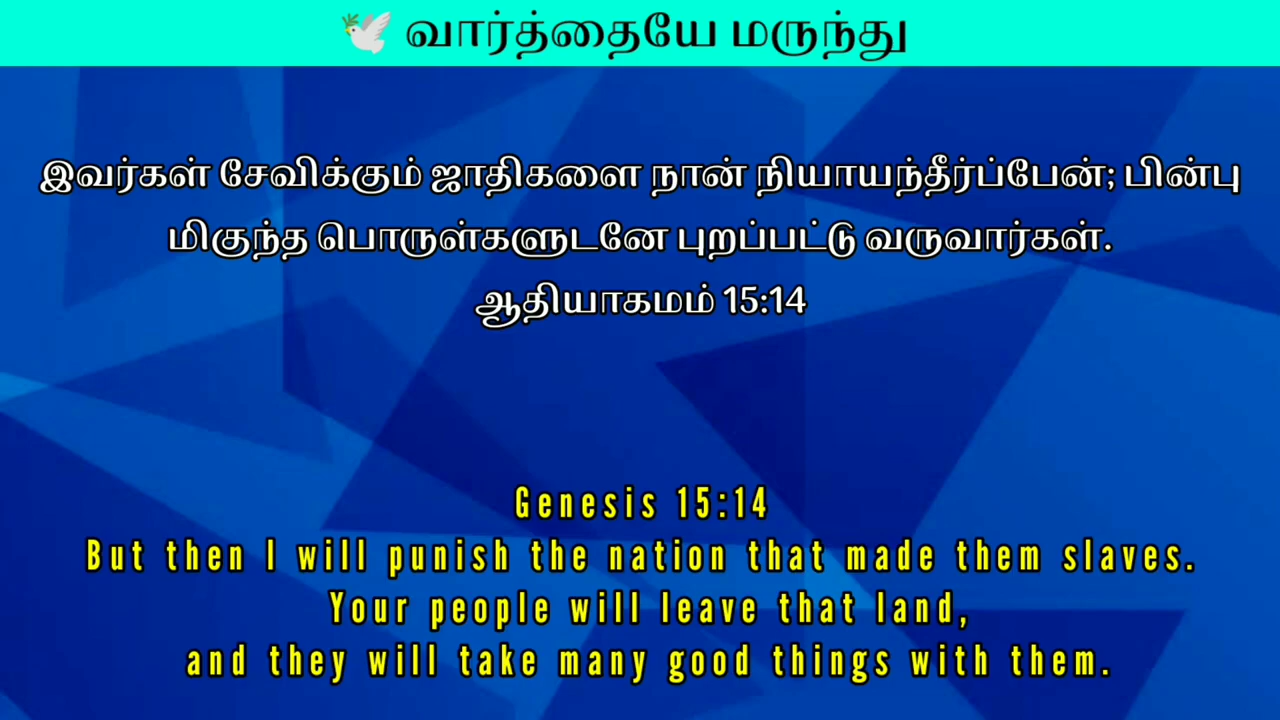 🕊️ வார்த்தையே மருந்து
இவர்கள் சேவிக்கும் ஜாதிகளை நான் நியாயந்தீர்ப்பேன்; பின்பு
மிகுந்த பொருள்களுடனே புறப்பட்டு வருவார்கள்.
ஆதியாகமம் 15:14
Genesis 15:14
But then I will punish the nation that made them slaves.
Your people will leave that land,
and they will take many good things with them.